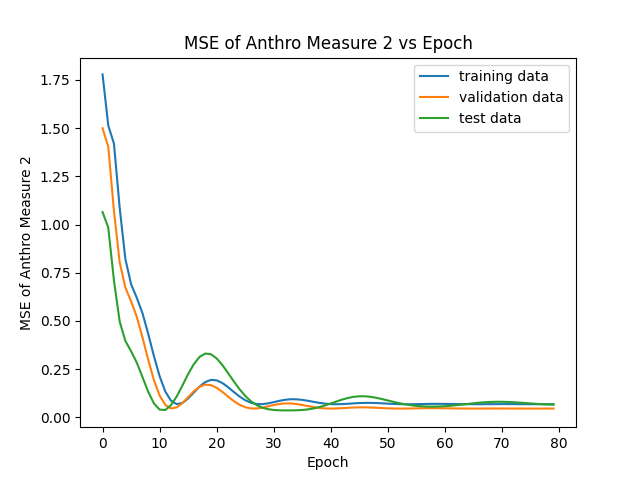 MSE of Anthro Measure 2 vs Epoch
training data
validation data
test data
MSE of Anthro Measure 2
1.75
1.50
1.25
1.00
0.75
0.50
0.25
0.00
0 10 20 30 40 50 60 70 80
Epoch